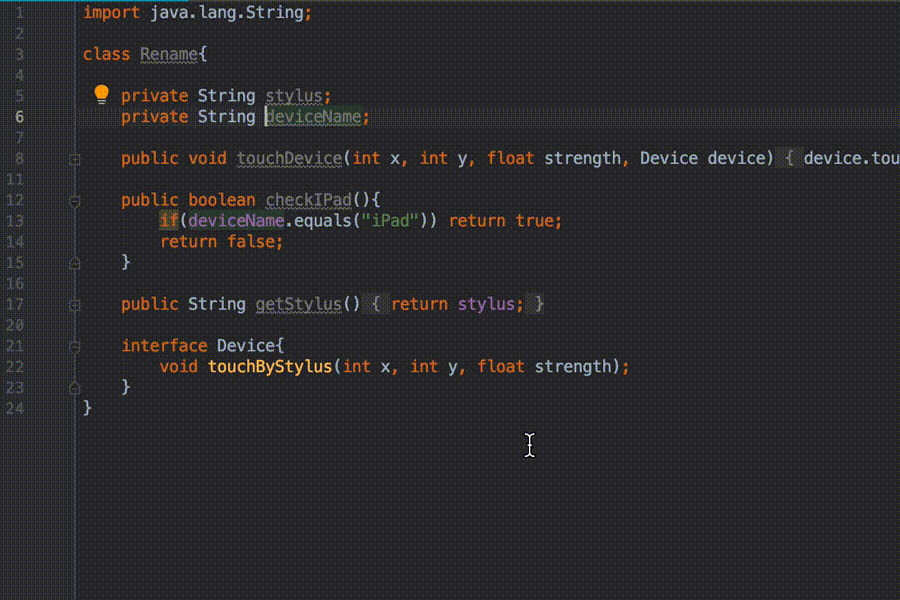 1 import java.lang.String;
2
3 class Rename{
4
5 private String stylus;
6 private String deviceName;
7
8 public void touchDevice(int x, int y, float strength, Device device) { device.tou
11
12 public boolean checkIPad(){
13 if(deviceName.equals("iPad")) return true;
14 return false;
15 }
16
17 public String getStylus() { return stylus; }
20
21 interface Device{
22 void touchByStylus(int x, int y, float strength);
23 }
24 }